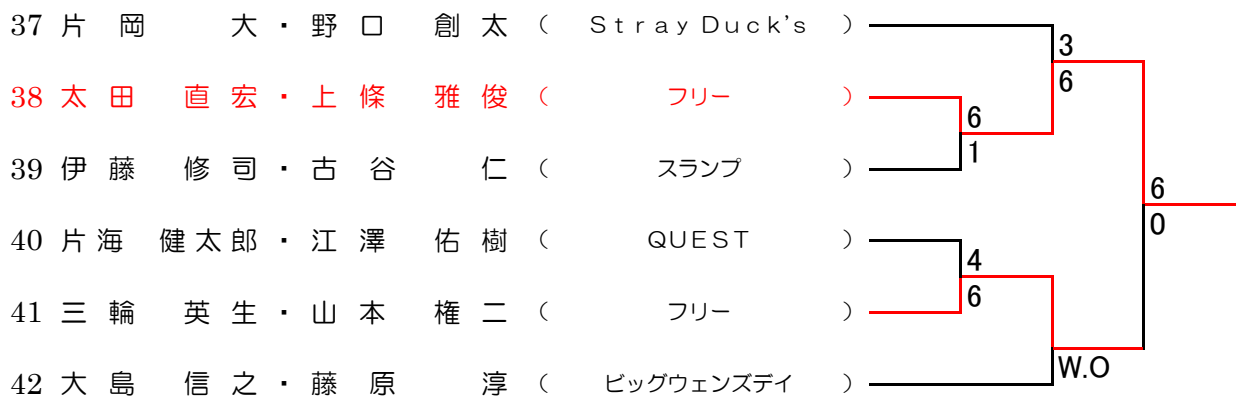 37 片岡 大・野口 創太 （ Stray Duck's ）
3
38 太田 直宏・上條 雅俊 （ フリー ）
6
6
39 伊藤 修司・古谷 仁 （ スランプ ）
1
6
40 片海 健太郎・江澤 佑樹 （ QUEST ）
0
4
41 三輪 英生・山本 権二 （ フリー ）
6
42 大島 信之・藤原 淳 （ ビッグウェンズデイ ）
W.O